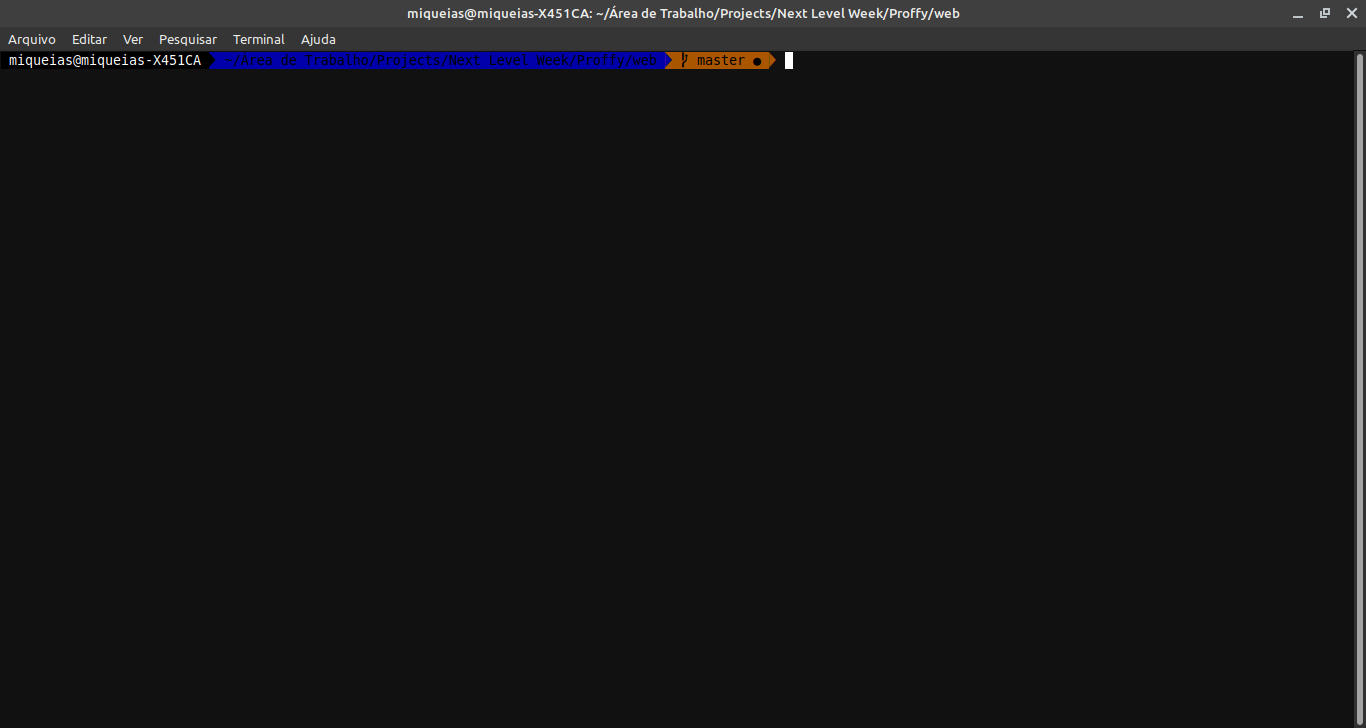 miqueias@miqueias-X451CA: ~/Área de Trabalho/Projects/Next Level Week/Proffy/web
Arquivo Editar Ver Pesquisar Terminal Ajuda
miqueias@miqueias-X451CA ~/Área de Trabalho/Projects/Next Level Week/Proffy/web master ●